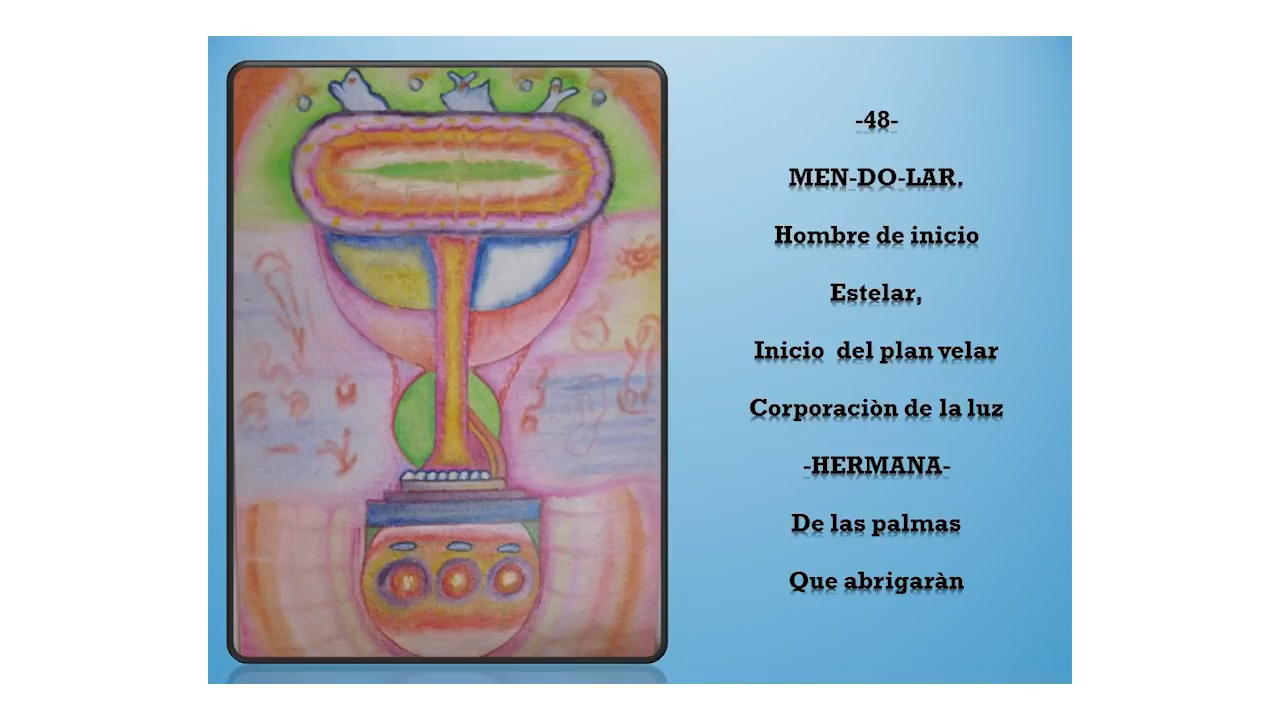 -48-
MEN-DO-LAR.
Hombre de inicio
Estelar,
Inicio del plan velar
Corporaciòn de la luz
-HERMANA-
De las palmas
Que abrigaràn